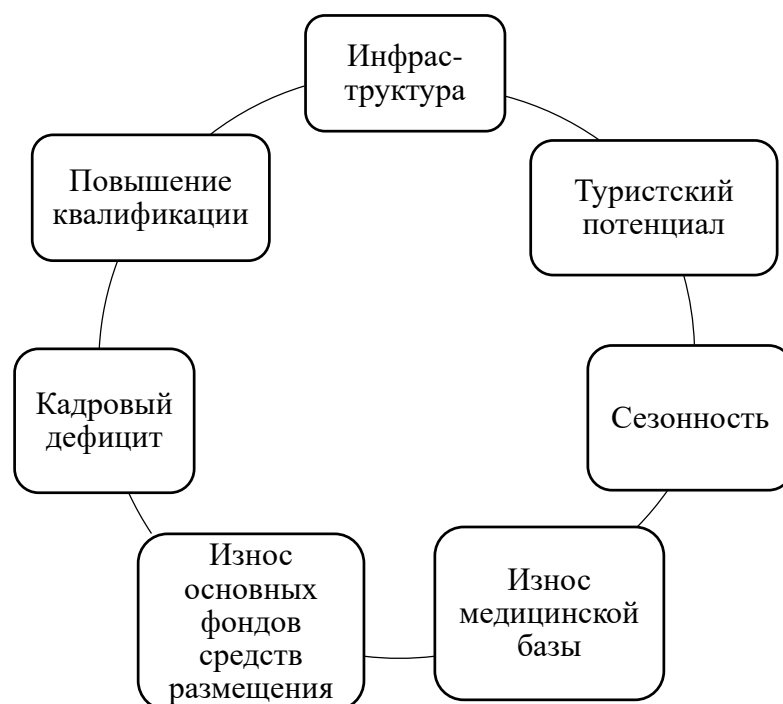 Инфрас-
труктура
Туристский
потенциал
Сезонность
Износ
медицинской
базы
Износ
основных
фондов
средств
размещения
Кадровый
дефицит
Повышение
квалификации